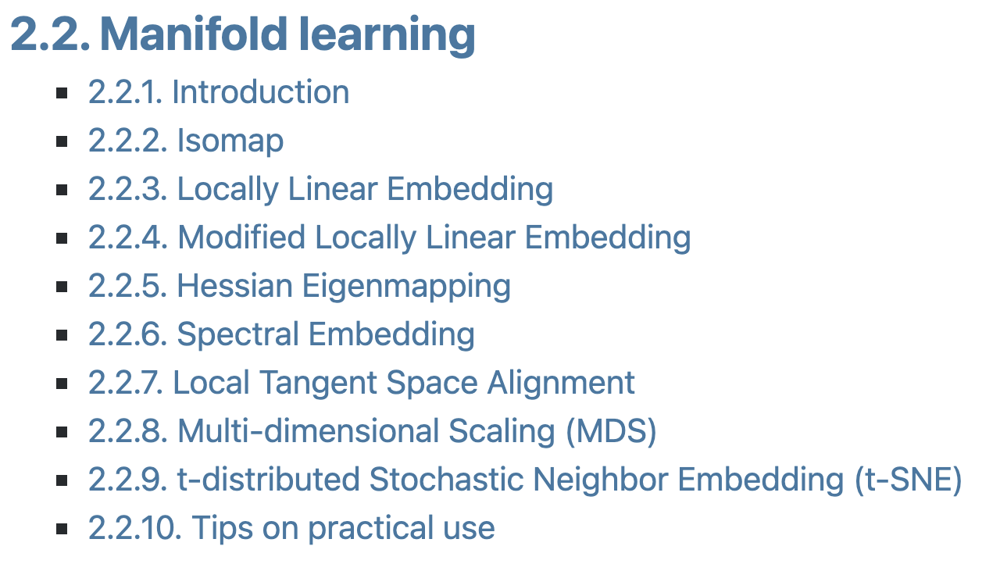 2.2. Manifold learning
2.2.1. Introduction
2.2.2. Isomap
2.2.3. Locally Linear Embedding
2.2.4. Modified Locally Linear Embedding
2.2.5. Hessian Eigenmapping
2.2.6. Spectral Embedding
2.2.7. Local Tangent Space Alignment
2.2.8. Multi-dimensional Scaling (MDS)
2.2.9. t-distributed Stochastic Neighbor Embedding (t-SNE)
2.2.10. Tips on practical use